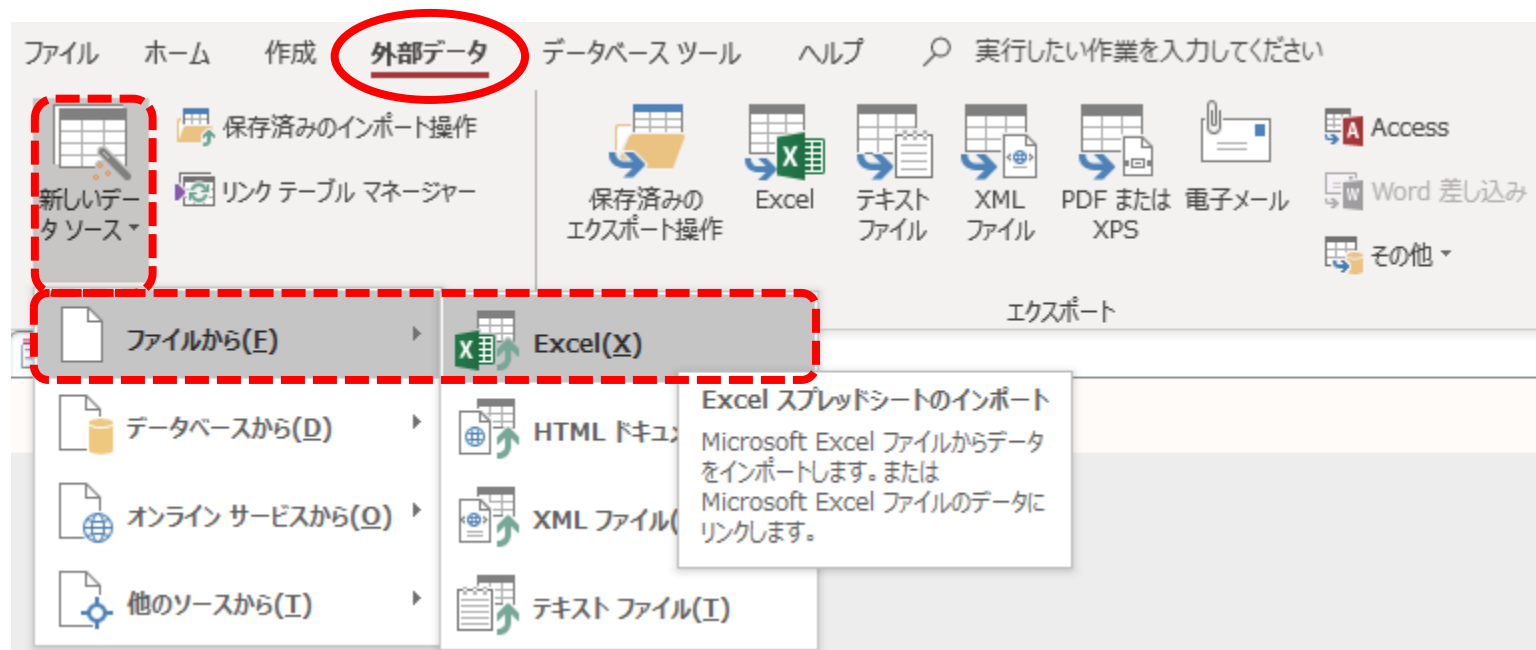 ファイル ホーム 作成 外部データ データベース ツール ヘルプ 実行したい作業を入力してください
新しいデー
タ ソース
保存済みのインポート操作
リンク テーブル マネージャー
保存済みの
エクスポート操作
Excel
テキスト
ファイル
XML
ファイル
PDF または
XPS
電子メール
Access
Word 差し込み
その他
エクスポート
ファイルから(F)
データベースから(D)
オンライン サービスから(O)
他のソースから(T)
Excel(X)
HTML ドキュ
XML ファイル(
テキスト ファイル(T)
Excel スプレッドシートのインポート
Microsoft Excel ファイルからデータ
をインポートします。または
Microsoft Excel ファイルのデータに
リンクします。